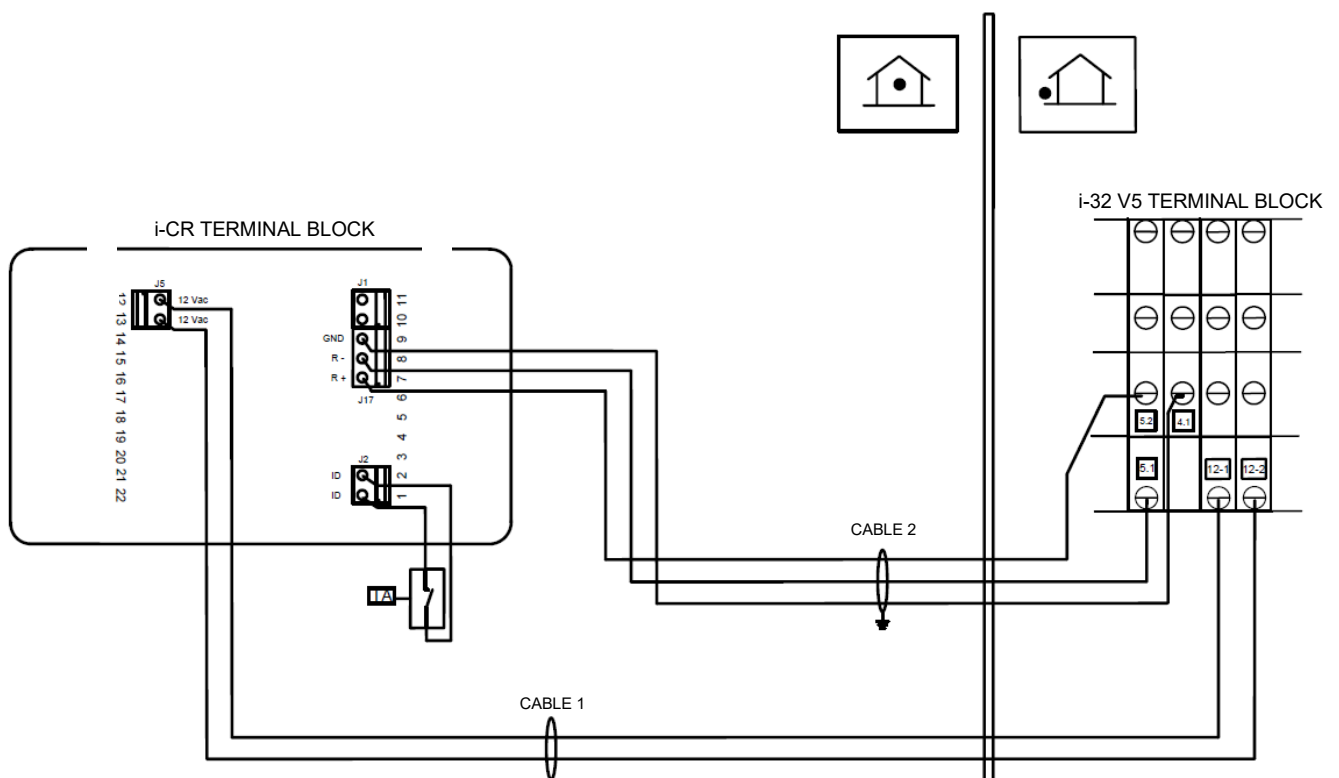 i-32 V5 TERMINAL BLOCK
i-CR TERMINAL BLOCK
J5
12 Vac
12 Vac
12
13
14
15
16
17
18
19
20
21
22
J1
11
10
GND
9
R -
8
R +
7
J17
6
5
4
3
J2
ID
2
ID
1
TA
5.2
4.1
5.1
12-1
12-2
CABLE 2
CABLE 1